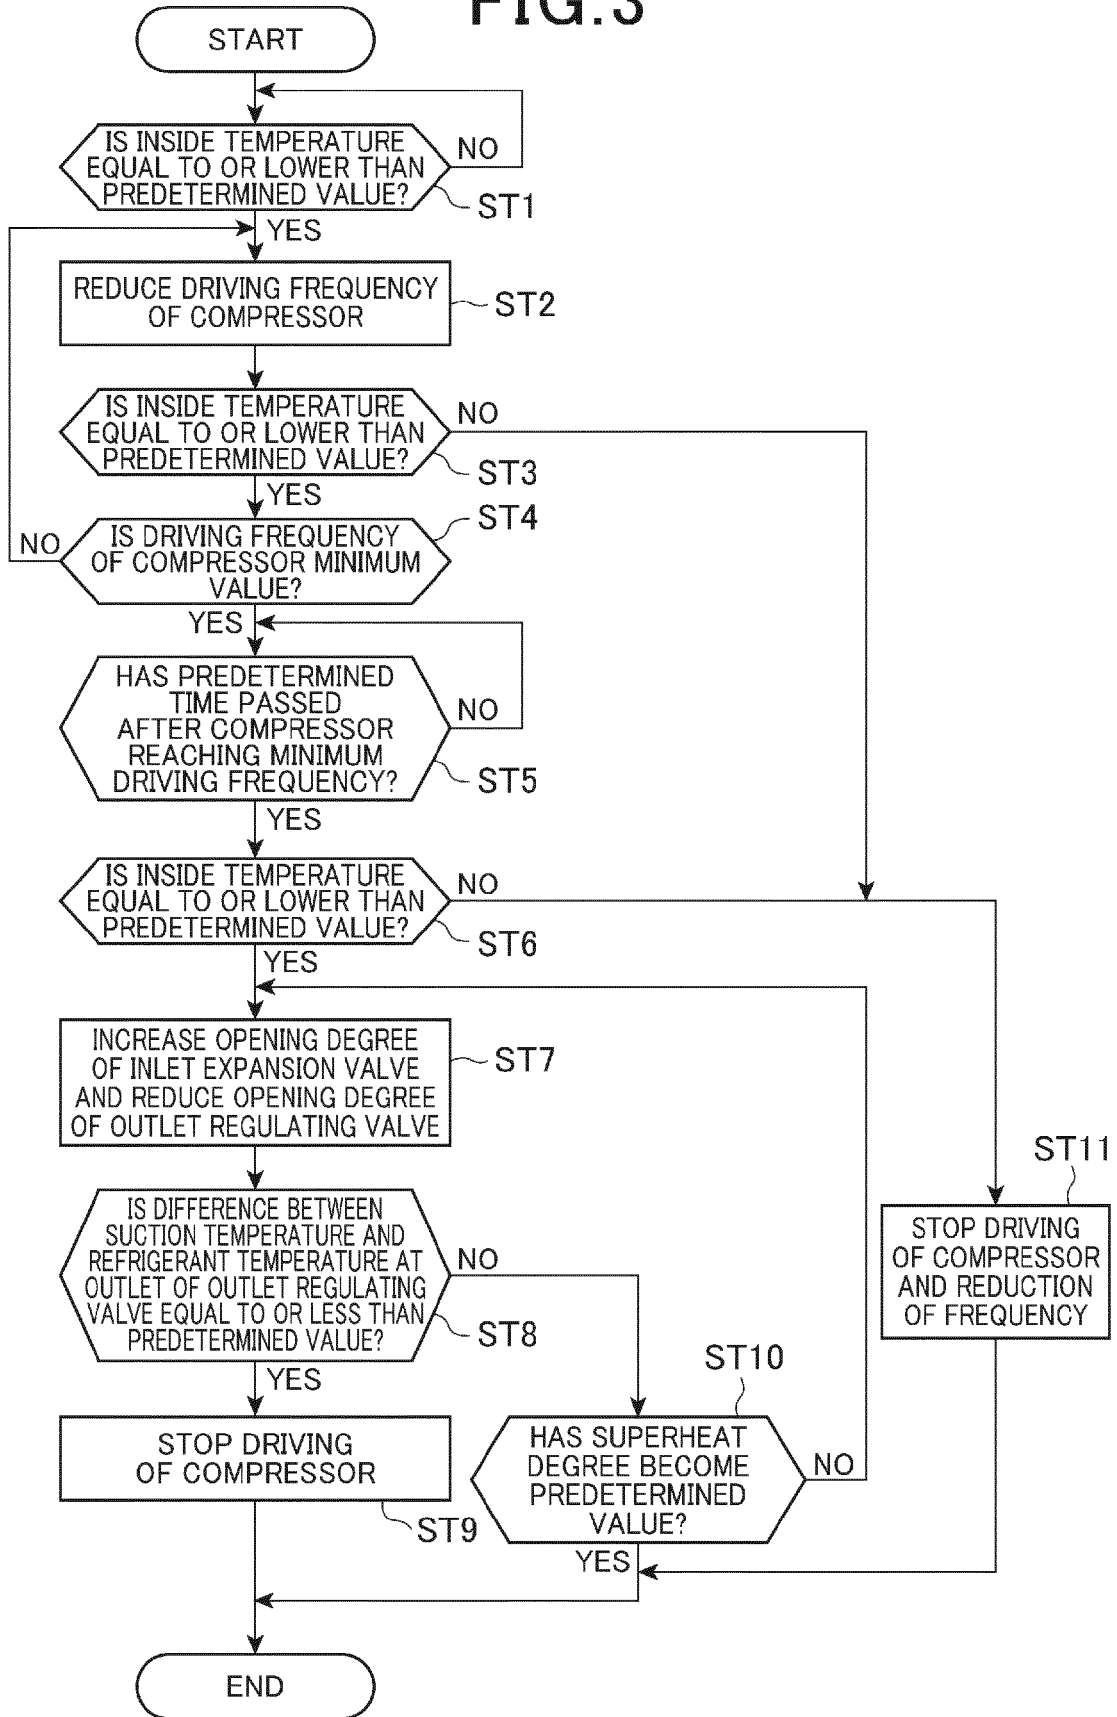 FIG.3
START
IS INSIDE TEMPERATURE
EQUAL TO OR LOWER THAN
PREDETERMINED VALUE?
NO
ST1
YES
REDUCE DRIVING FREQUENCY
OF COMPRESSOR
ST2
IS INSIDE TEMPERATURE
EQUAL TO OR LOWER THAN
PREDETERMINED VALUE?
NO
ST3
YES
ST4
IS DRIVING FREQUENCY
OF COMPRESSOR MINIMUM
VALUE?
NO
YES
HAS PREDETERMINED
TIME PASSED
AFTER COMPRESSOR
REACHING MINIMUM
DRIVING FREQUENCY?
NO
ST5
YES
IS INSIDE TEMPERATURE
EQUAL TO OR LOWER THAN
PREDETERMINED VALUE?
NO
ST6
YES
INCREASE OPENING DEGREE
OF INLET EXPANSION VALVE
AND REDUCE OPENING DEGREE
OF OUTLET REGULATING VALVE
ST7
IS DIFFERENCE BETWEEN
SUCTION TEMPERATURE AND
REFRIGERANT TEMPERATURE AT
OUTLET OF OUTLET REGULATING
VALVE EQUAL TO OR LESS THAN
PREDETERMINED VALUE?
NO
ST8
YES
ST11
STOP DRIVING
OF COMPRESSOR
AND REDUCTION
OF FREQUENCY
STOP DRIVING
OF COMPRESSOR
ST9
ST10
HAS SUPERHEAT
DEGREE BECOME
PREDETERMINED
VALUE?
NO
YES
END